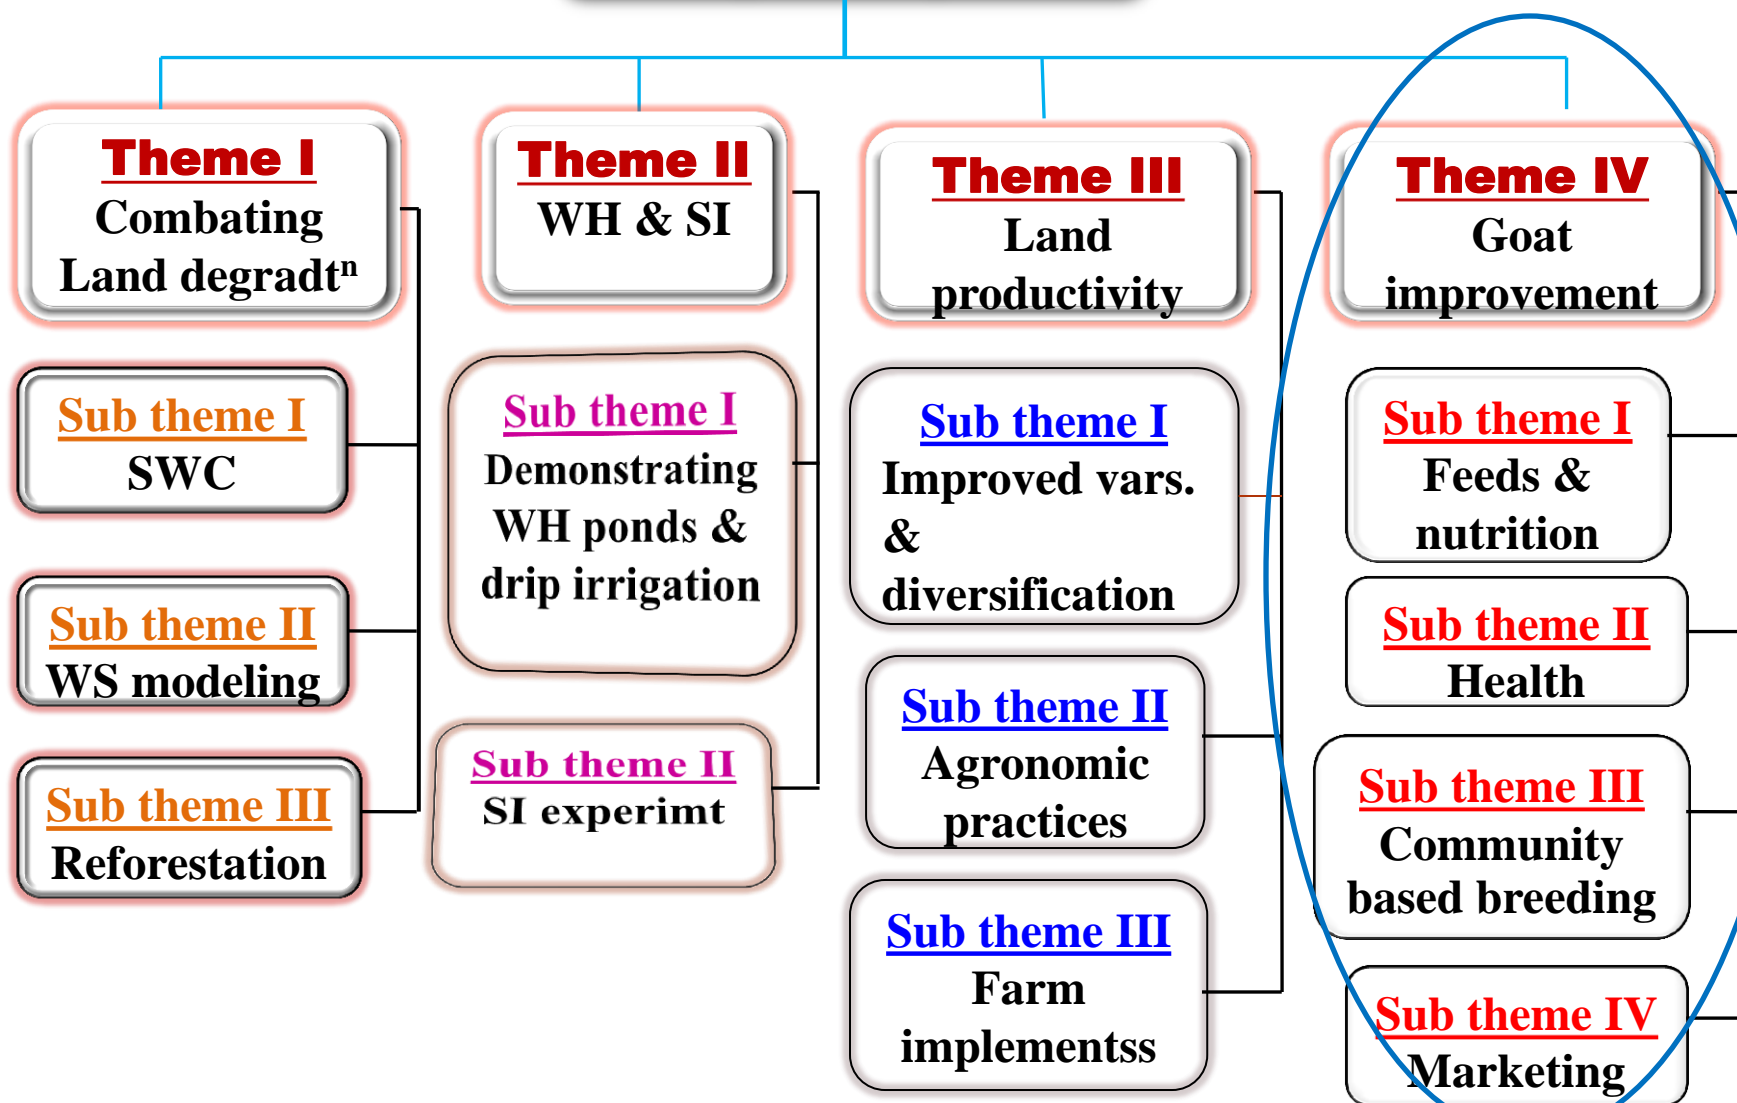 Theme I
Combating
Land degradtⁿ
Sub theme I
SWC
Sub theme II
WS modeling
Sub theme III
Reforestation
Theme II
WH & SI
Sub theme I
Demonstrating
WH ponds &
drip irrigation
Sub theme II
SI experimt
Theme III
Land
productivity
Sub theme I
Improved vars.
&
diversification
Sub theme II
Agronomic
practices
Sub theme III
Farm
implementss
Theme IV
Goat
improvement
Sub theme I
Feeds &
nutrition
Sub theme II
Health
Sub theme III
Community
based breeding
Sub theme IV
Marketing